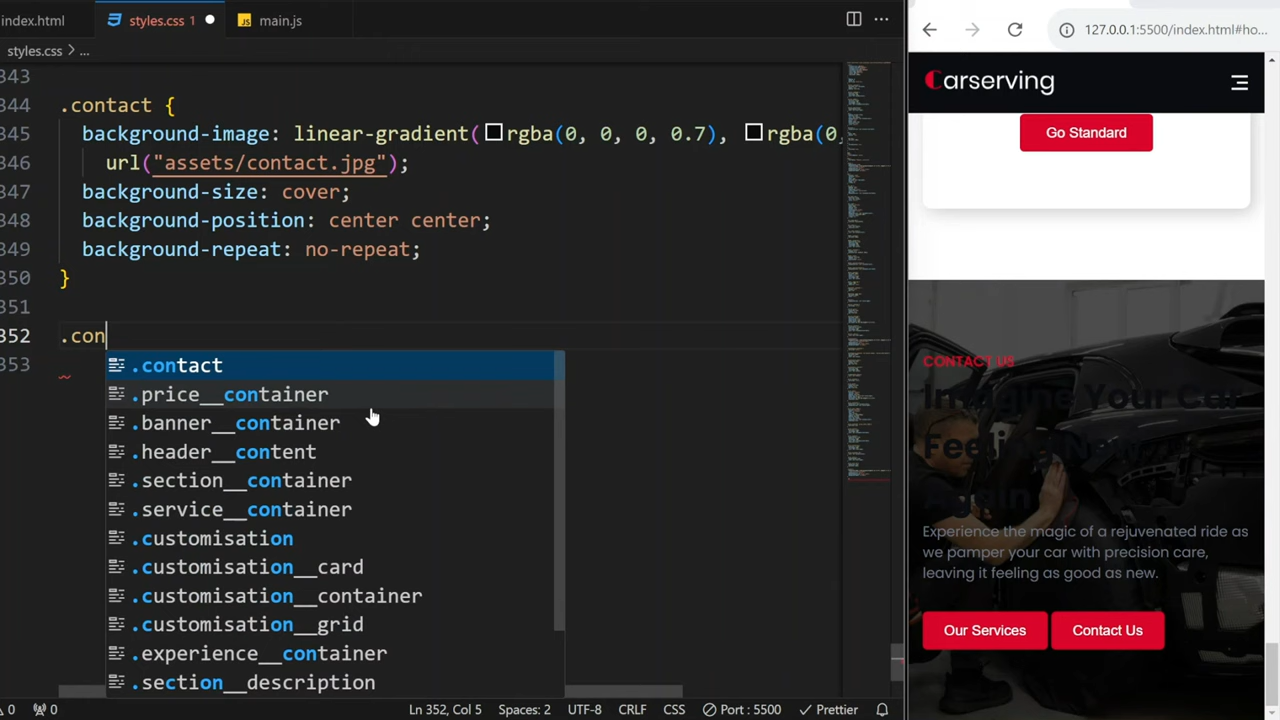 index.html
styles.css 1
main.js
styles.css > ...
343
344 .contact {
345 background-image: linear-gradient(rgba(0, 0, 0, 0.7), rgba(0,
346 url("assets/contact.jpg");
347 background-size: cover;
348 background-position: center center;
349 background-repeat: no-repeat;
350 }
351
352 .con
353
.contact
.price__container
.banner__container
.header__content
.section__container
.service__container
.customisation
.customisation__card
.customisation__container
.customisation__grid
.experience__container
.section__description
0
0
Ln 352, Col 5
Spaces: 2
UTF-8
CRLF
CSS
Port : 5500
Prettier
127.0.0.1:5500/index.html#ho...
Carserving
Go Standard
CONTACT US
Imagine Your Car
Feeling New
Again
Experience the magic of a rejuvenated ride as
we pamper your car with precision care,
leaving it feeling as good as new.
Our Services
Contact Us